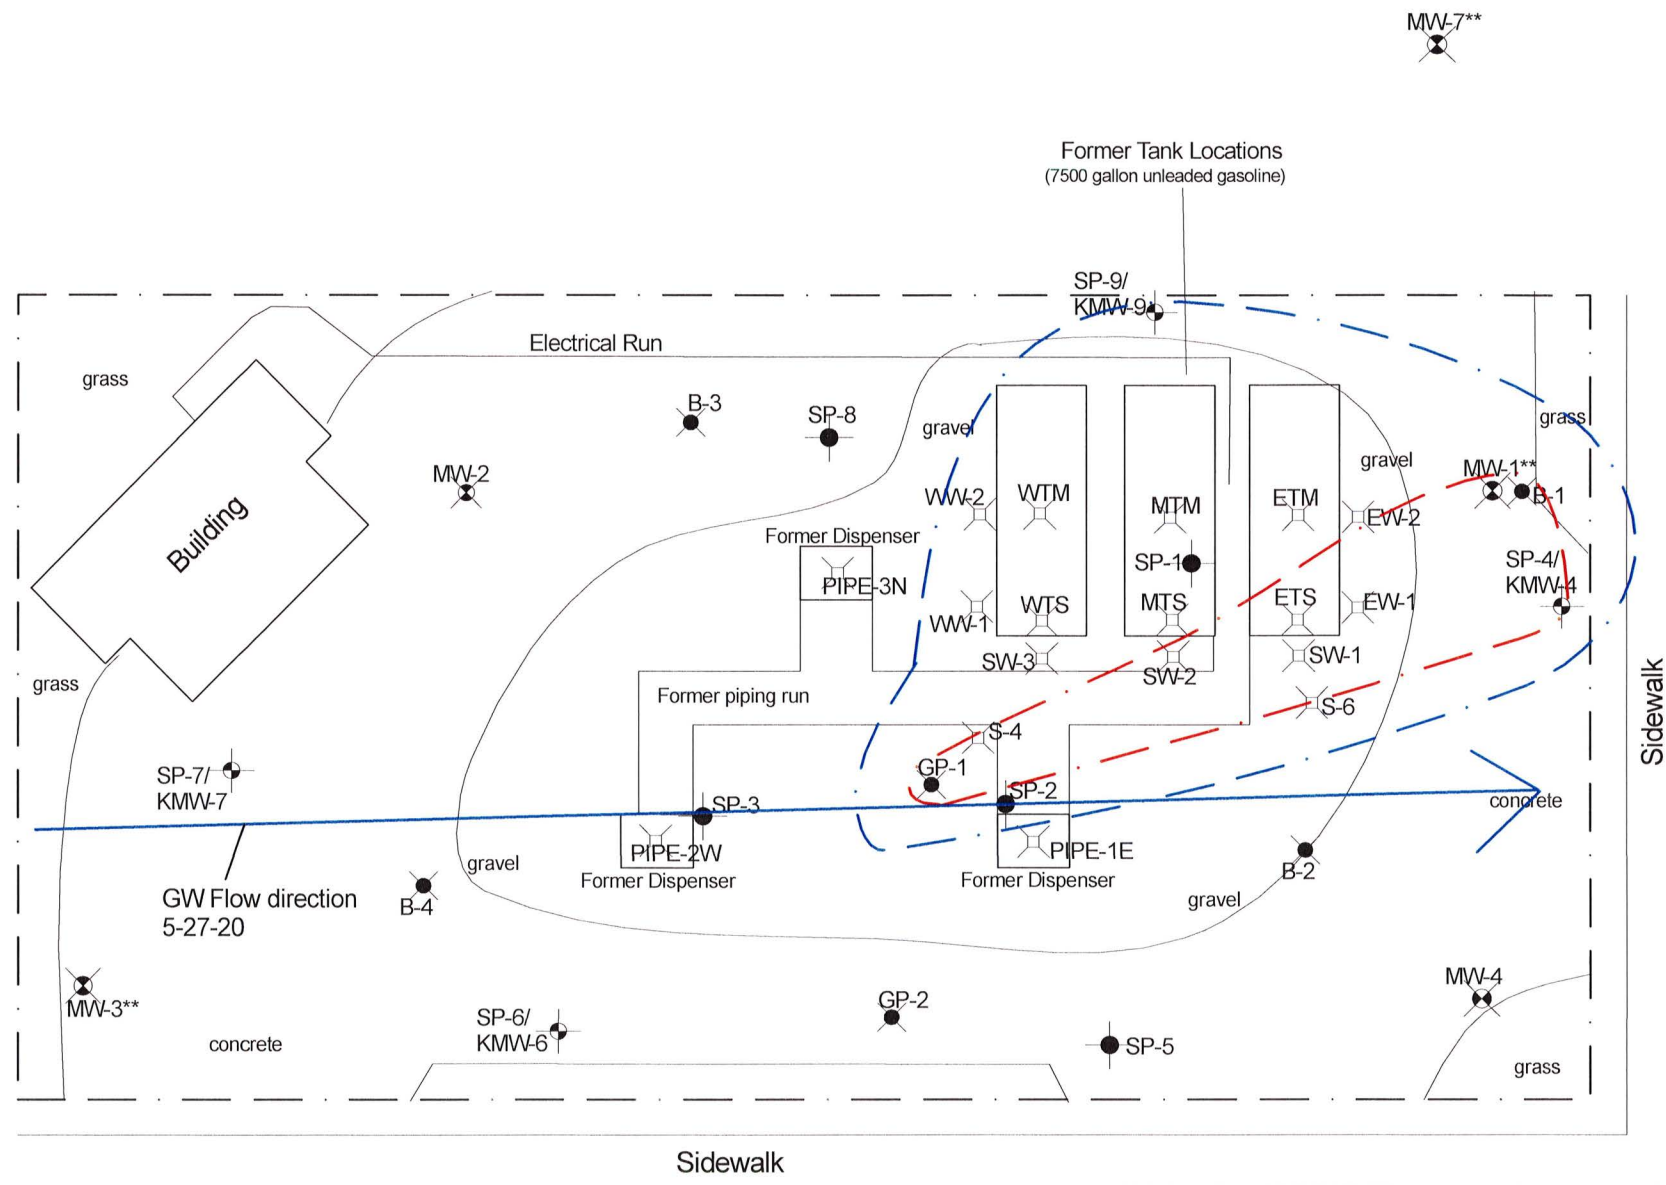 MW-7**
Former Tank Locations
(7500 gallon unleaded gasoline)
SP-9/
KMW-9
Electrical Run
grass
B-3
SP-8
gravel
grass
MW-2
gravel
MW-1**
B-1
WW-2
WTM
MTM
ETM
EW-2
Building
Former Dispenser
PIPE-3N
SP-1
SP-4/
KMW-4
WW-1
WTS
MTS
ETS
EW-1
SW-3
SW-2
SW-1
grass
Former piping run
S-6
S-4
Sidewalk
SP-7/
KMW-7
GP-1
SP-2
SP-3
concrete
PIPE-2W
PIPE-1E
gravel
Former Dispenser
Former Dispenser
B-2
GW Flow direction
5-27-20
B-4
gravel
MW-3**
MW-4
SP-6/
KMW-6
GP-2
concrete
SP-5
grass
Sidewalk